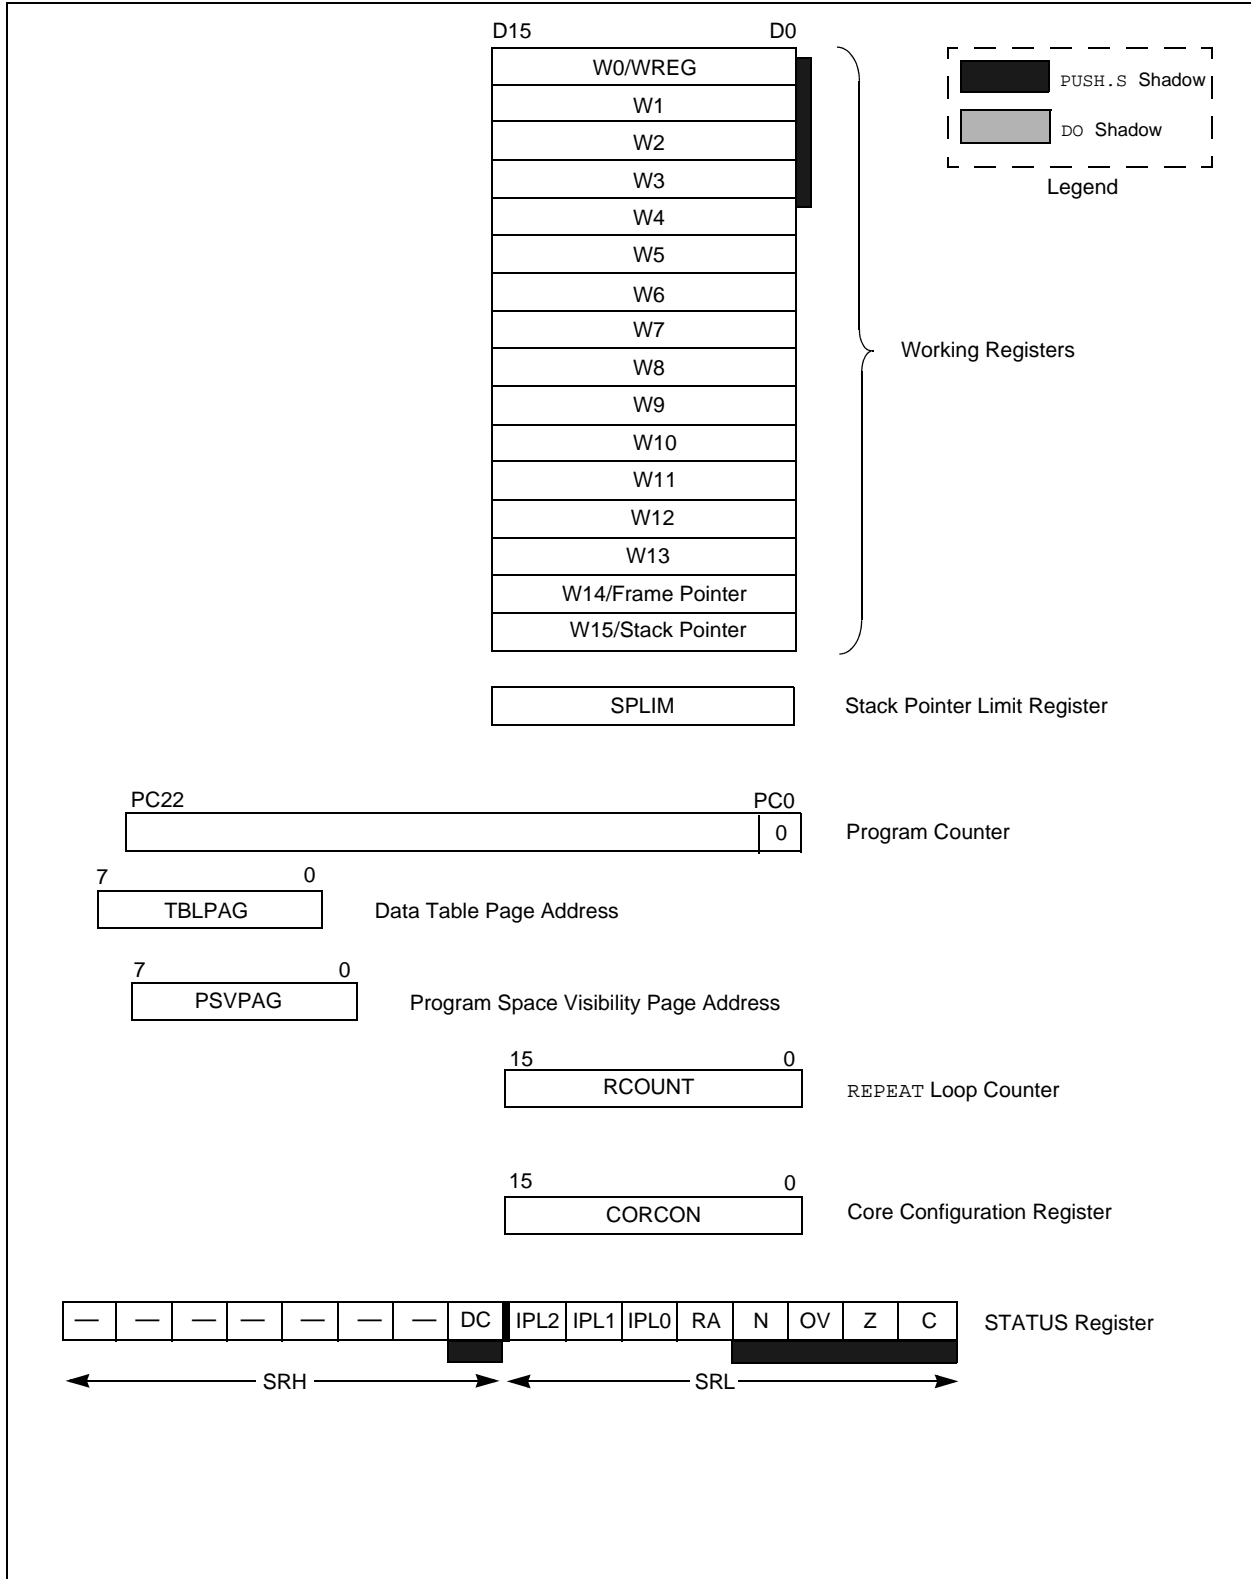 D15 D0
W0/WREG
PUSH.S Shadow
W1
DO Shadow
W2
W3
Legend
W4
W5
W6
W7
Working Registers
W8
W9
W10
W11
W12
W13
W14/Frame Pointer
W15/Stack Pointer
SPLIM Stack Pointer Limit Register
PC22 PC0
0 Program Counter
7 0
TBLPAG Data Table Page Address
7 0
PSVPAG Program Space Visibility Page Address
15 0
RCOUNT REPEAT Loop Counter
15 0
CORCON Core Configuration Register
— — — — — — — DC IPL2 IPL1 IPL0 RA N OV Z C STATUS Register
SRH SRL